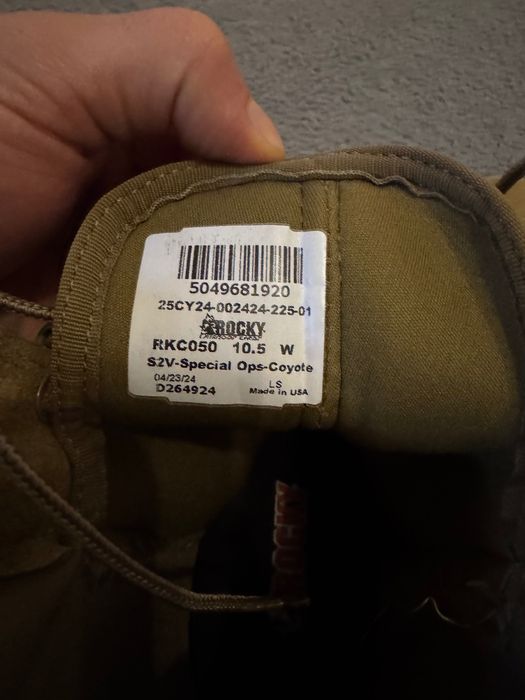 5049681920
25CY24-002424-225-01
ROCKY
RKC050 10.5 W
S2V-Special Ops-Coyote
04/23/24 LS
D264924 Made in USA
ROCKY